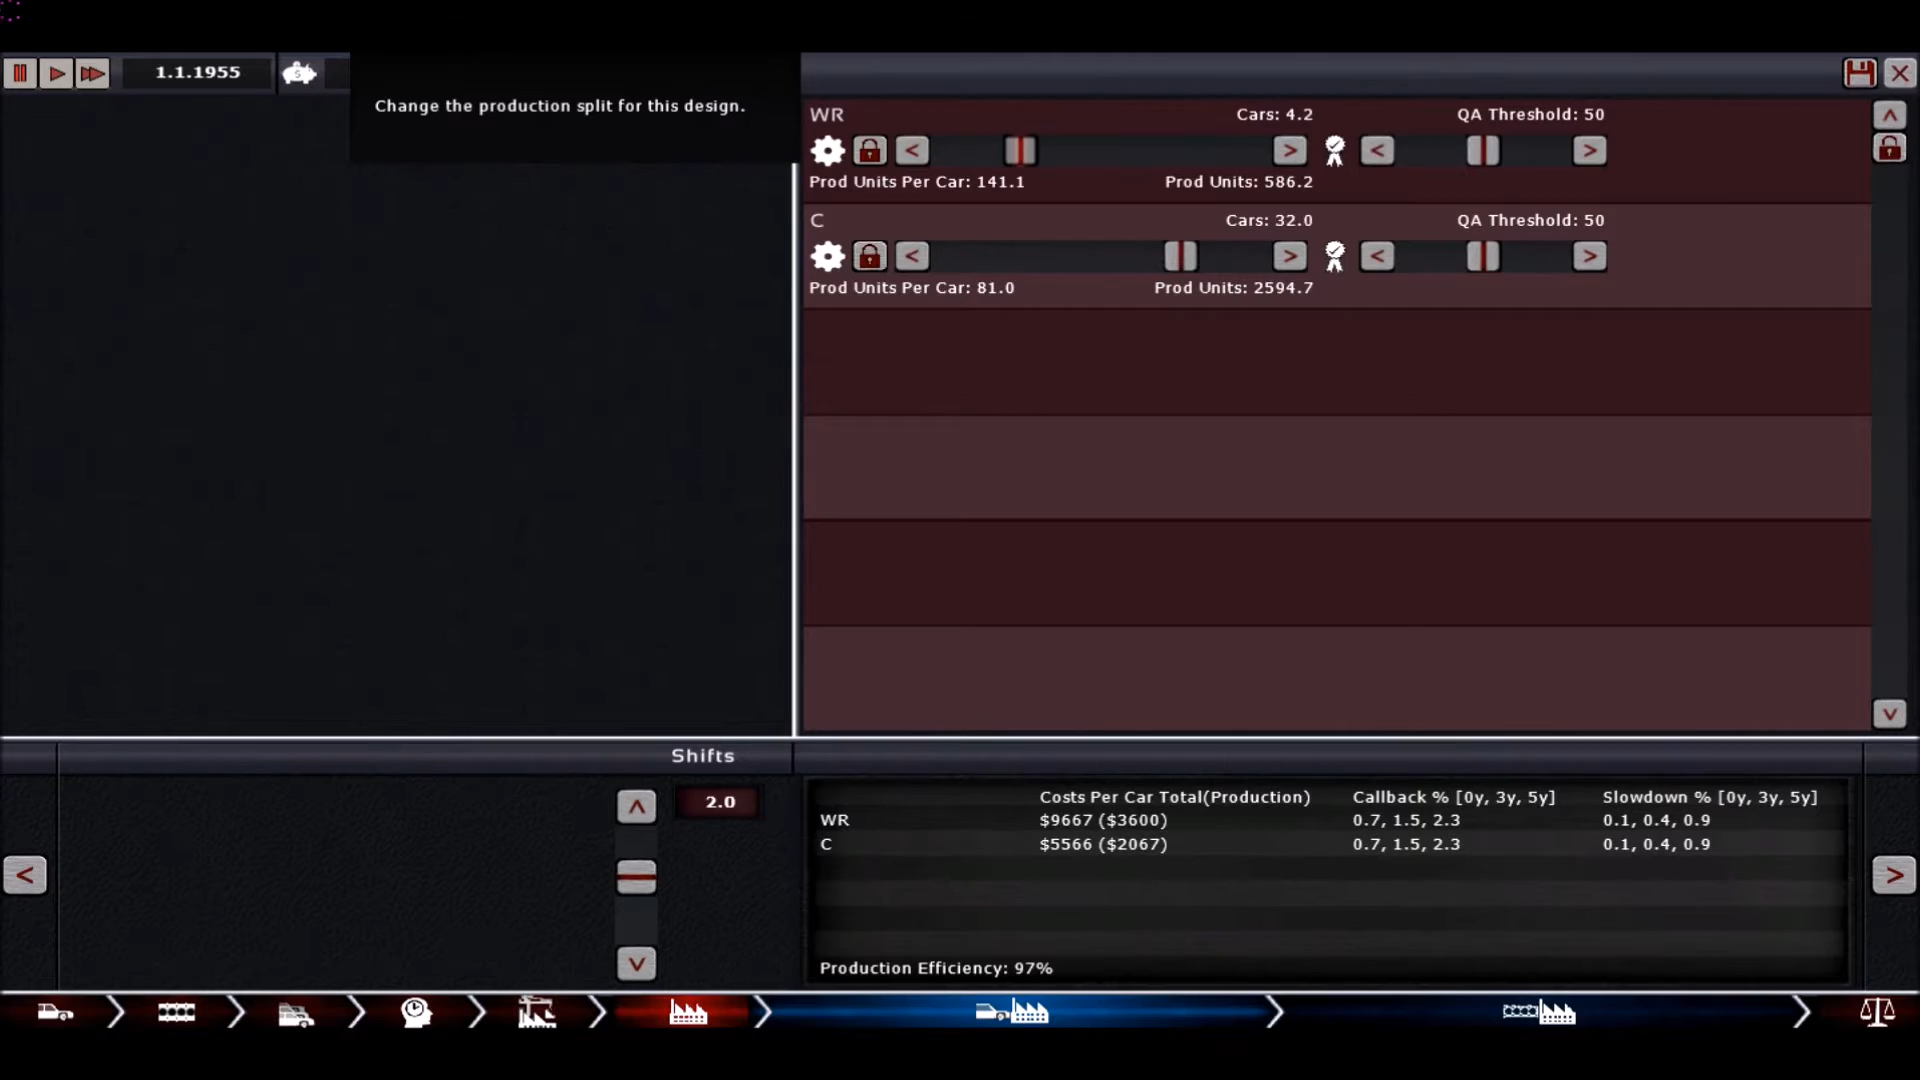 1.1.1955
Change the production split for this design.
WR
Cars: 4.2
QA Threshold: 50
Prod Units Per Car: 141.1
Prod Units: 586.2
C
Cars: 32.0
QA Threshold: 50
Prod Units Per Car: 81.0
Prod Units: 2594.7
Shifts
2.0
Costs Per Car Total(Production) Callback % [0y, 3y, 5y] Slowdown % [0y, 3y, 5y]
WR $9667 ($3600) 0.7, 1.5, 2.3 0.1, 0.4, 0.9
C $5566 ($2067) 0.7, 1.5, 2.3 0.1, 0.4, 0.9
Production Efficiency: 97%